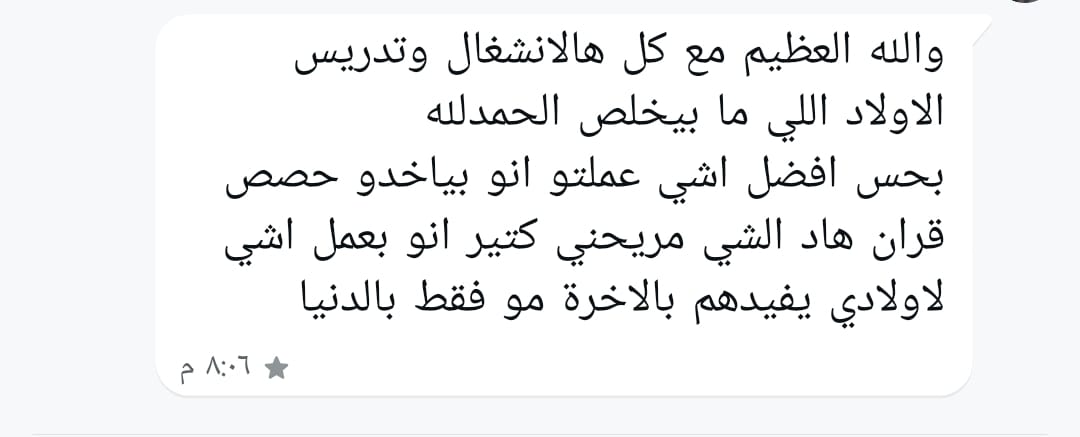 والله العظيم مع كل هالانشغال وتدريس
الاولاد اللي ما بيخلص الحمدلله
بحس افضل اشي عملتو انو بياخدو حصص
قران هاد الشي مريحني كتير انو بعمل اشي
لاولادي يفيدهم بالاخرة مو فقط بالدنيا
٨:٠٦ م